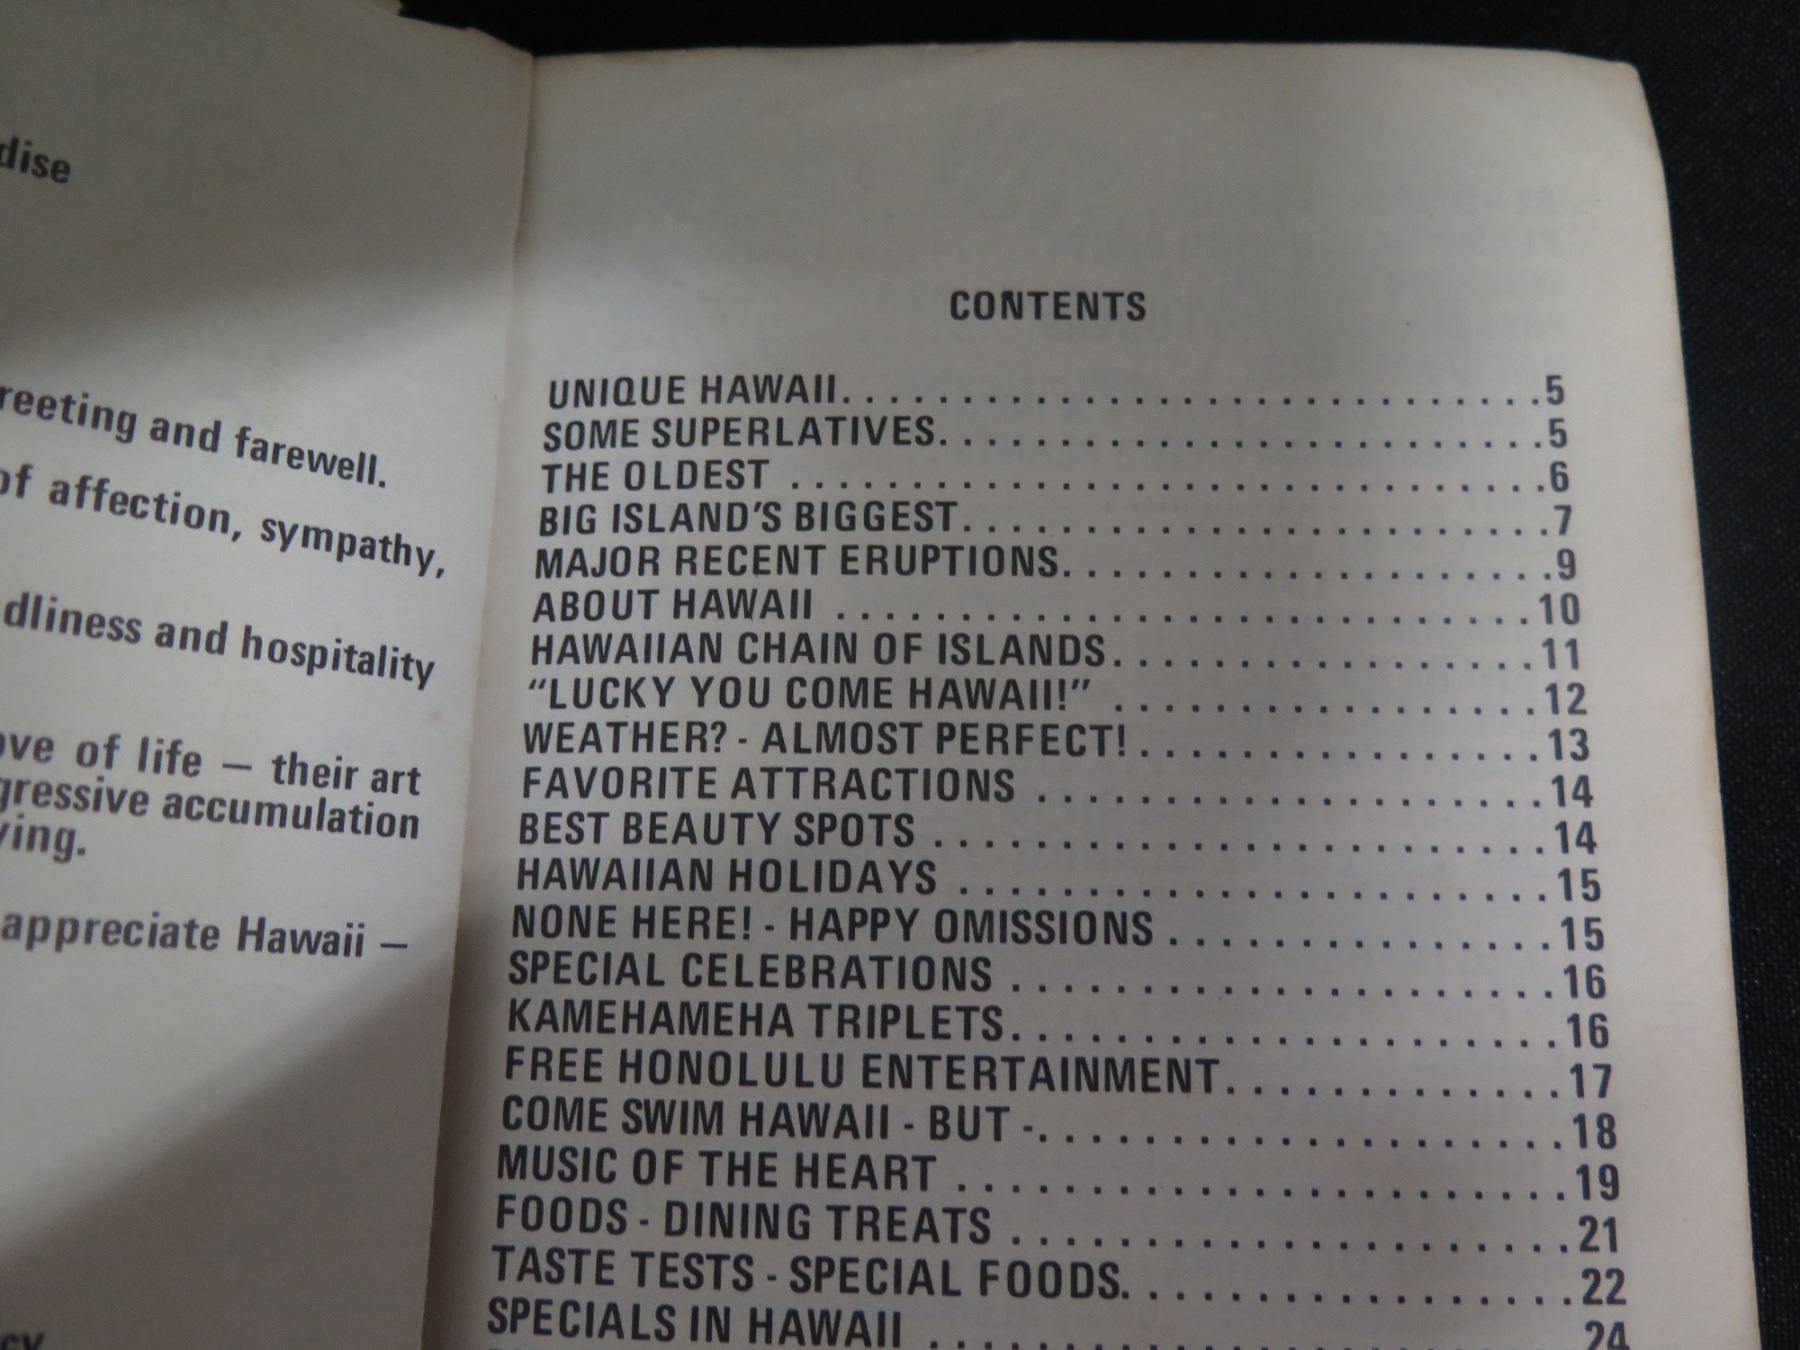 dise
reeting and farewell.
of affection, sympathy,
dliness and hospitality
ove of life — their art
gressive accumulation
ying.
appreciate Hawaii —
cy
CONTENTS
UNIQUE HAWAII. . . . . . . . . . . . . . . . . . . . . . . . . . . . .5
SOME SUPERLATIVES. . . . . . . . . . . . . . . . . . . . . . . . .5
THE OLDEST . . . . . . . . . . . . . . . . . . . . . . . . . . . . . . .6
BIG ISLAND'S BIGGEST. . . . . . . . . . . . . . . . . . . . . . . .7
MAJOR RECENT ERUPTIONS. . . . . . . . . . . . . . . . . . . .9
ABOUT HAWAII . . . . . . . . . . . . . . . . . . . . . . . . . . . .10
HAWAIIAN CHAIN OF ISLANDS. . . . . . . . . . . . . . . . .11
"LUCKY YOU COME HAWAII!" . . . . . . . . . . . . . . . . .12
WEATHER? - ALMOST PERFECT! . . . . . . . . . . . . . . . .13
FAVORITE ATTRACTIONS . . . . . . . . . . . . . . . . . . . .14
BEST BEAUTY SPOTS . . . . . . . . . . . . . . . . . . . . . . . .14
HAWAIIAN HOLIDAYS . . . . . . . . . . . . . . . . . . . . . . .15
NONE HERE! - HAPPY OMISSIONS . . . . . . . . . . . . . . .15
SPECIAL CELEBRATIONS . . . . . . . . . . . . . . . . . . . . .16
KAMEHAMEHA TRIPLETS. . . . . . . . . . . . . . . . . . . . .16
FREE HONOLULU ENTERTAINMENT. . . . . . . . . . . . .17
COME SWIM HAWAII - BUT -. . . . . . . . . . . . . . . . . . . .18
MUSIC OF THE HEART . . . . . . . . . . . . . . . . . . . . . . .19
FOODS - DINING TREATS . . . . . . . . . . . . . . . . . . . . .21
TASTE TESTS - SPECIAL FOODS. . . . . . . . . . . . . . . . .22
SPECIALS IN HAWAII . . . . . . . . . . . . . . . . . . . . . . . .24